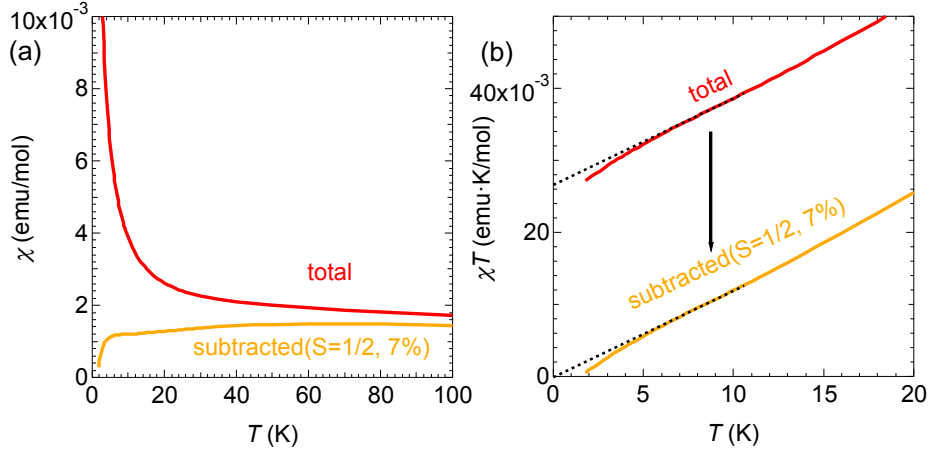 (a)
10x10⁻³
8
6
4
2
0
χ (emu/mol)
total
subtracted(S=1/2, 7%)
0 20 40 60 80 100
T (K)
(b)
40x10⁻³
20
0
χT (emu·K/mol)
total
subtracted(S=1/2, 7%)
0 5 10 15 20
T (K)